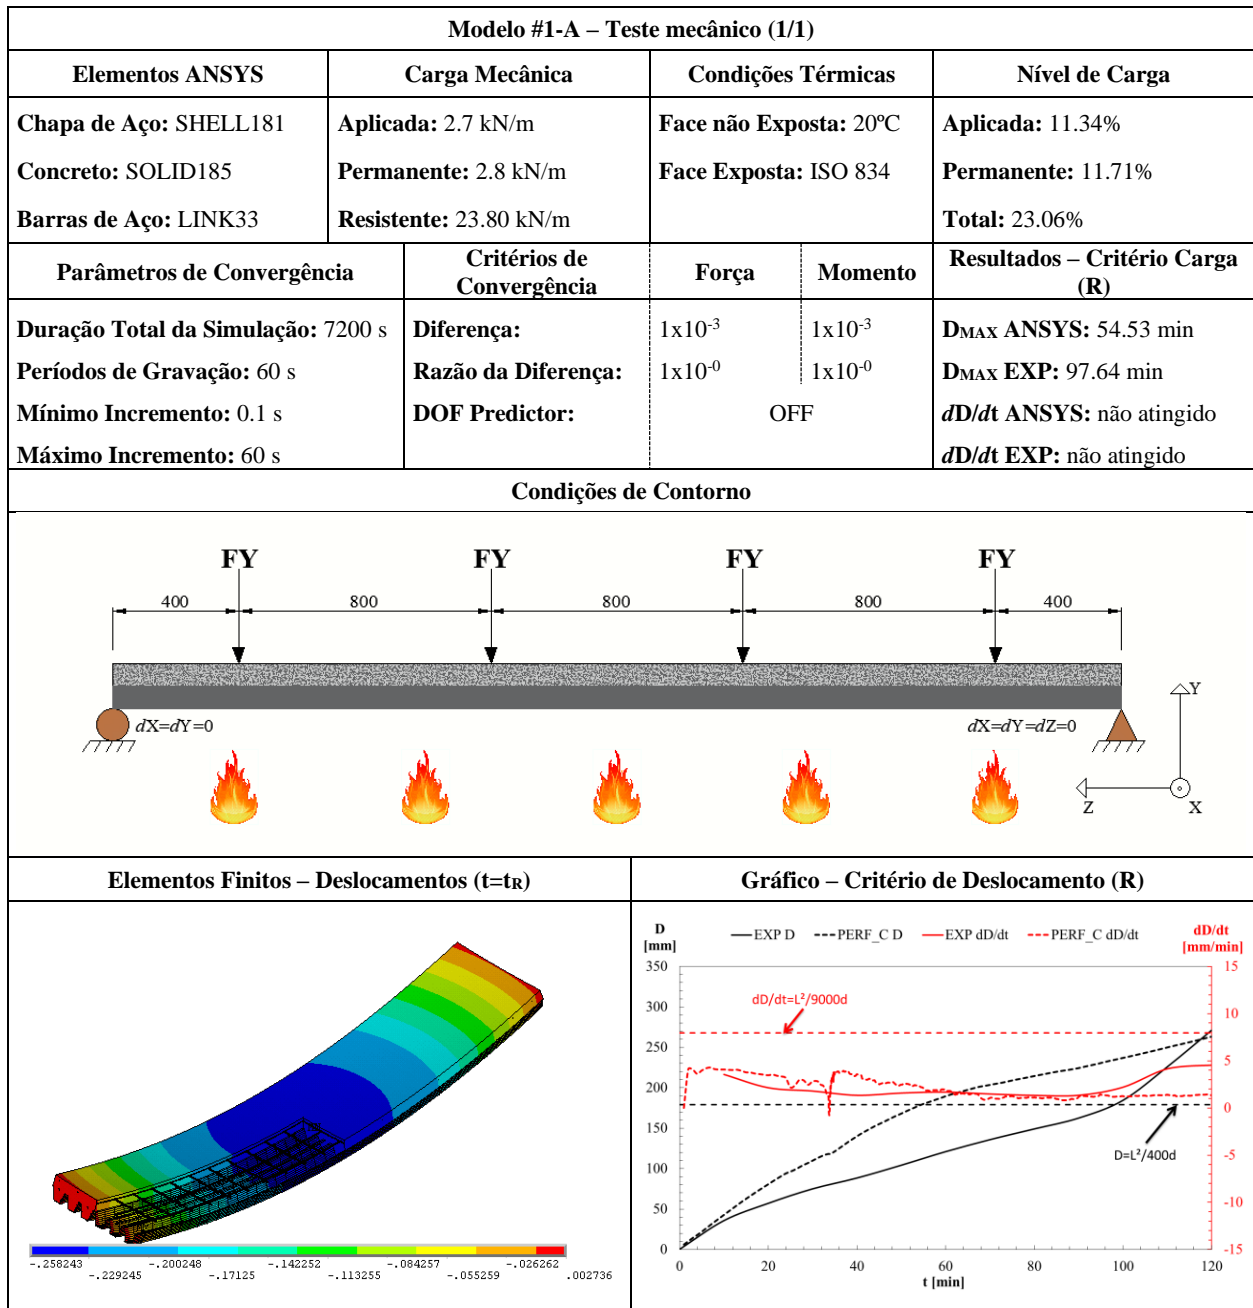 Modelo #1-A – Teste mecânico (1/1)
Elementos ANSYS
Carga Mecânica
Condições Térmicas
Nível de Carga
Chapa de Aço: SHELL181
Concreto: SOLID185
Barras de Aço: LINK33
Aplicada: 2.7 kN/m
Permanente: 2.8 kN/m
Resistente: 23.80 kN/m
Face não Exposta: 20ºC
Face Exposta: ISO 834
Aplicada: 11.34%
Permanente: 11.71%
Total: 23.06%
Parâmetros de Convergência
Critérios de
Convergência
Força
Momento
Resultados – Critério Carga
(R)
Duração Total da Simulação: 7200 s
Períodos de Gravação: 60 s
Mínimo Incremento: 0.1 s
Máximo Incremento: 60 s
Diferença: 1x10⁻³ 1x10⁻³
Razão da Diferença: 1x10⁻⁰ 1x10⁻⁰
DOF Predictor: OFF
DMAX ANSYS: 54.53 min
DMAX EXP: 97.64 min
dD/dt ANSYS: não atingido
dD/dt EXP: não atingido
Condições de Contorno
FY FY FY FY
400 800 800 800 400
dX=dY=0
dX=dY=dZ=0
Y
Z
X
Elementos Finitos – Deslocamentos (t=tR)
-.258243 -.200248 -.142252 -.084257 -.026262
-.229245 -.17125 -.113255 -.055259 .002736
Gráfico – Critério de Deslocamento (R)
D
[mm]
EXP D PERF_C D EXP dD/dt PERF_C dD/dt
dD/dt
[mm/min]
350
300
250
200
150
100
50
0
15
10
5
0
-5
-10
-15
dD/dt=L²/9000d
D=L²/400d
0 20 40 60 80 100 120
t [min]